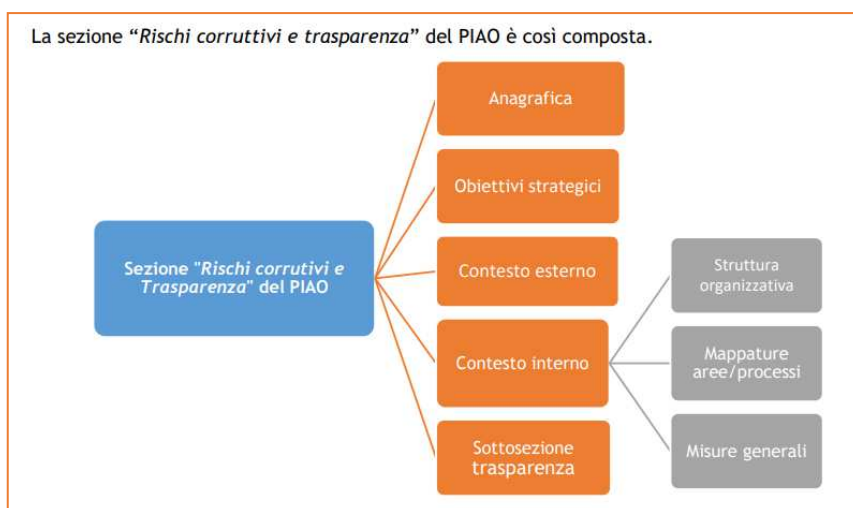 La sezione “Rischi corruttivi e trasparenza” del PIAO è così composta.
Anagrafica
Obiettivi strategici
Sezione "Rischi corrutivi e
Trasparenza" del PIAO
Contesto esterno
Contesto interno
Sottosezione
trasparenza
Struttura
organizzativa
Mappature
aree/processi
Misure generali